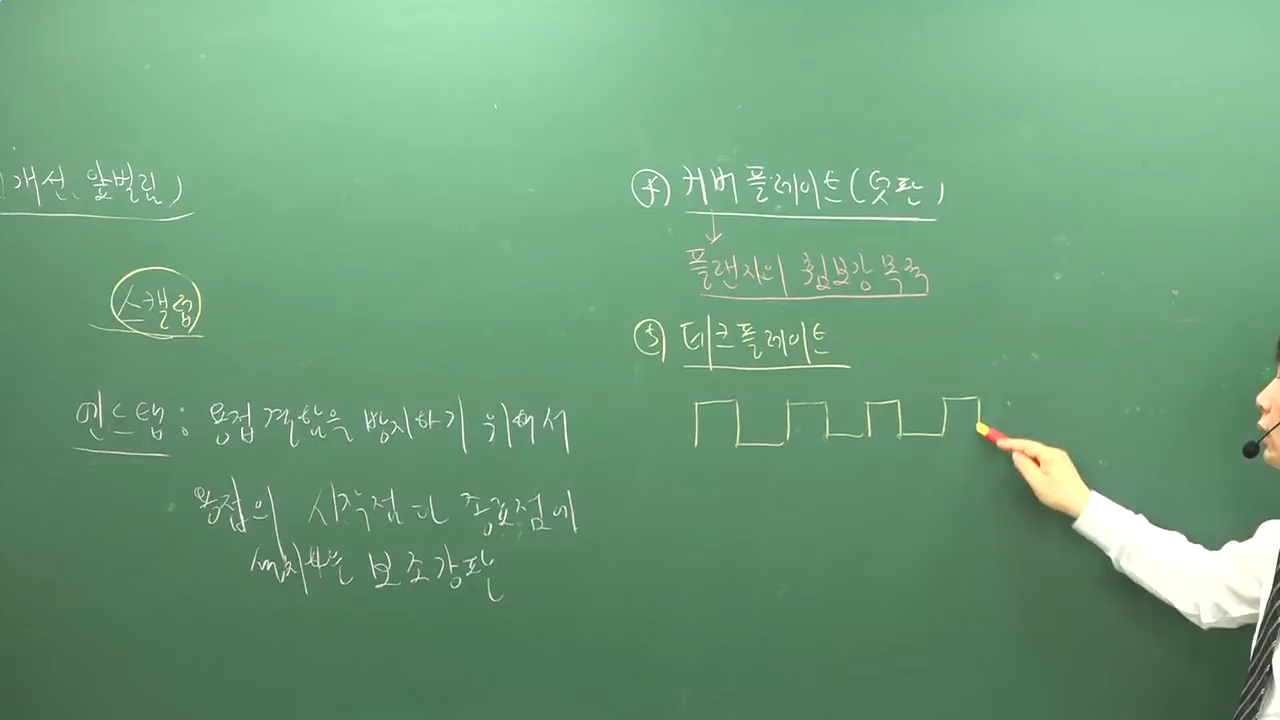 개선, 앞벌림)
스캘럽
엔드탭 : 용접결함을 방지하기 위해서
용접의 시작점과 종료점에
설치하는 보조강판
④ 커버플레이트(덧판)
플랜지의 휨보강 목적
⑤ 데크플레이트